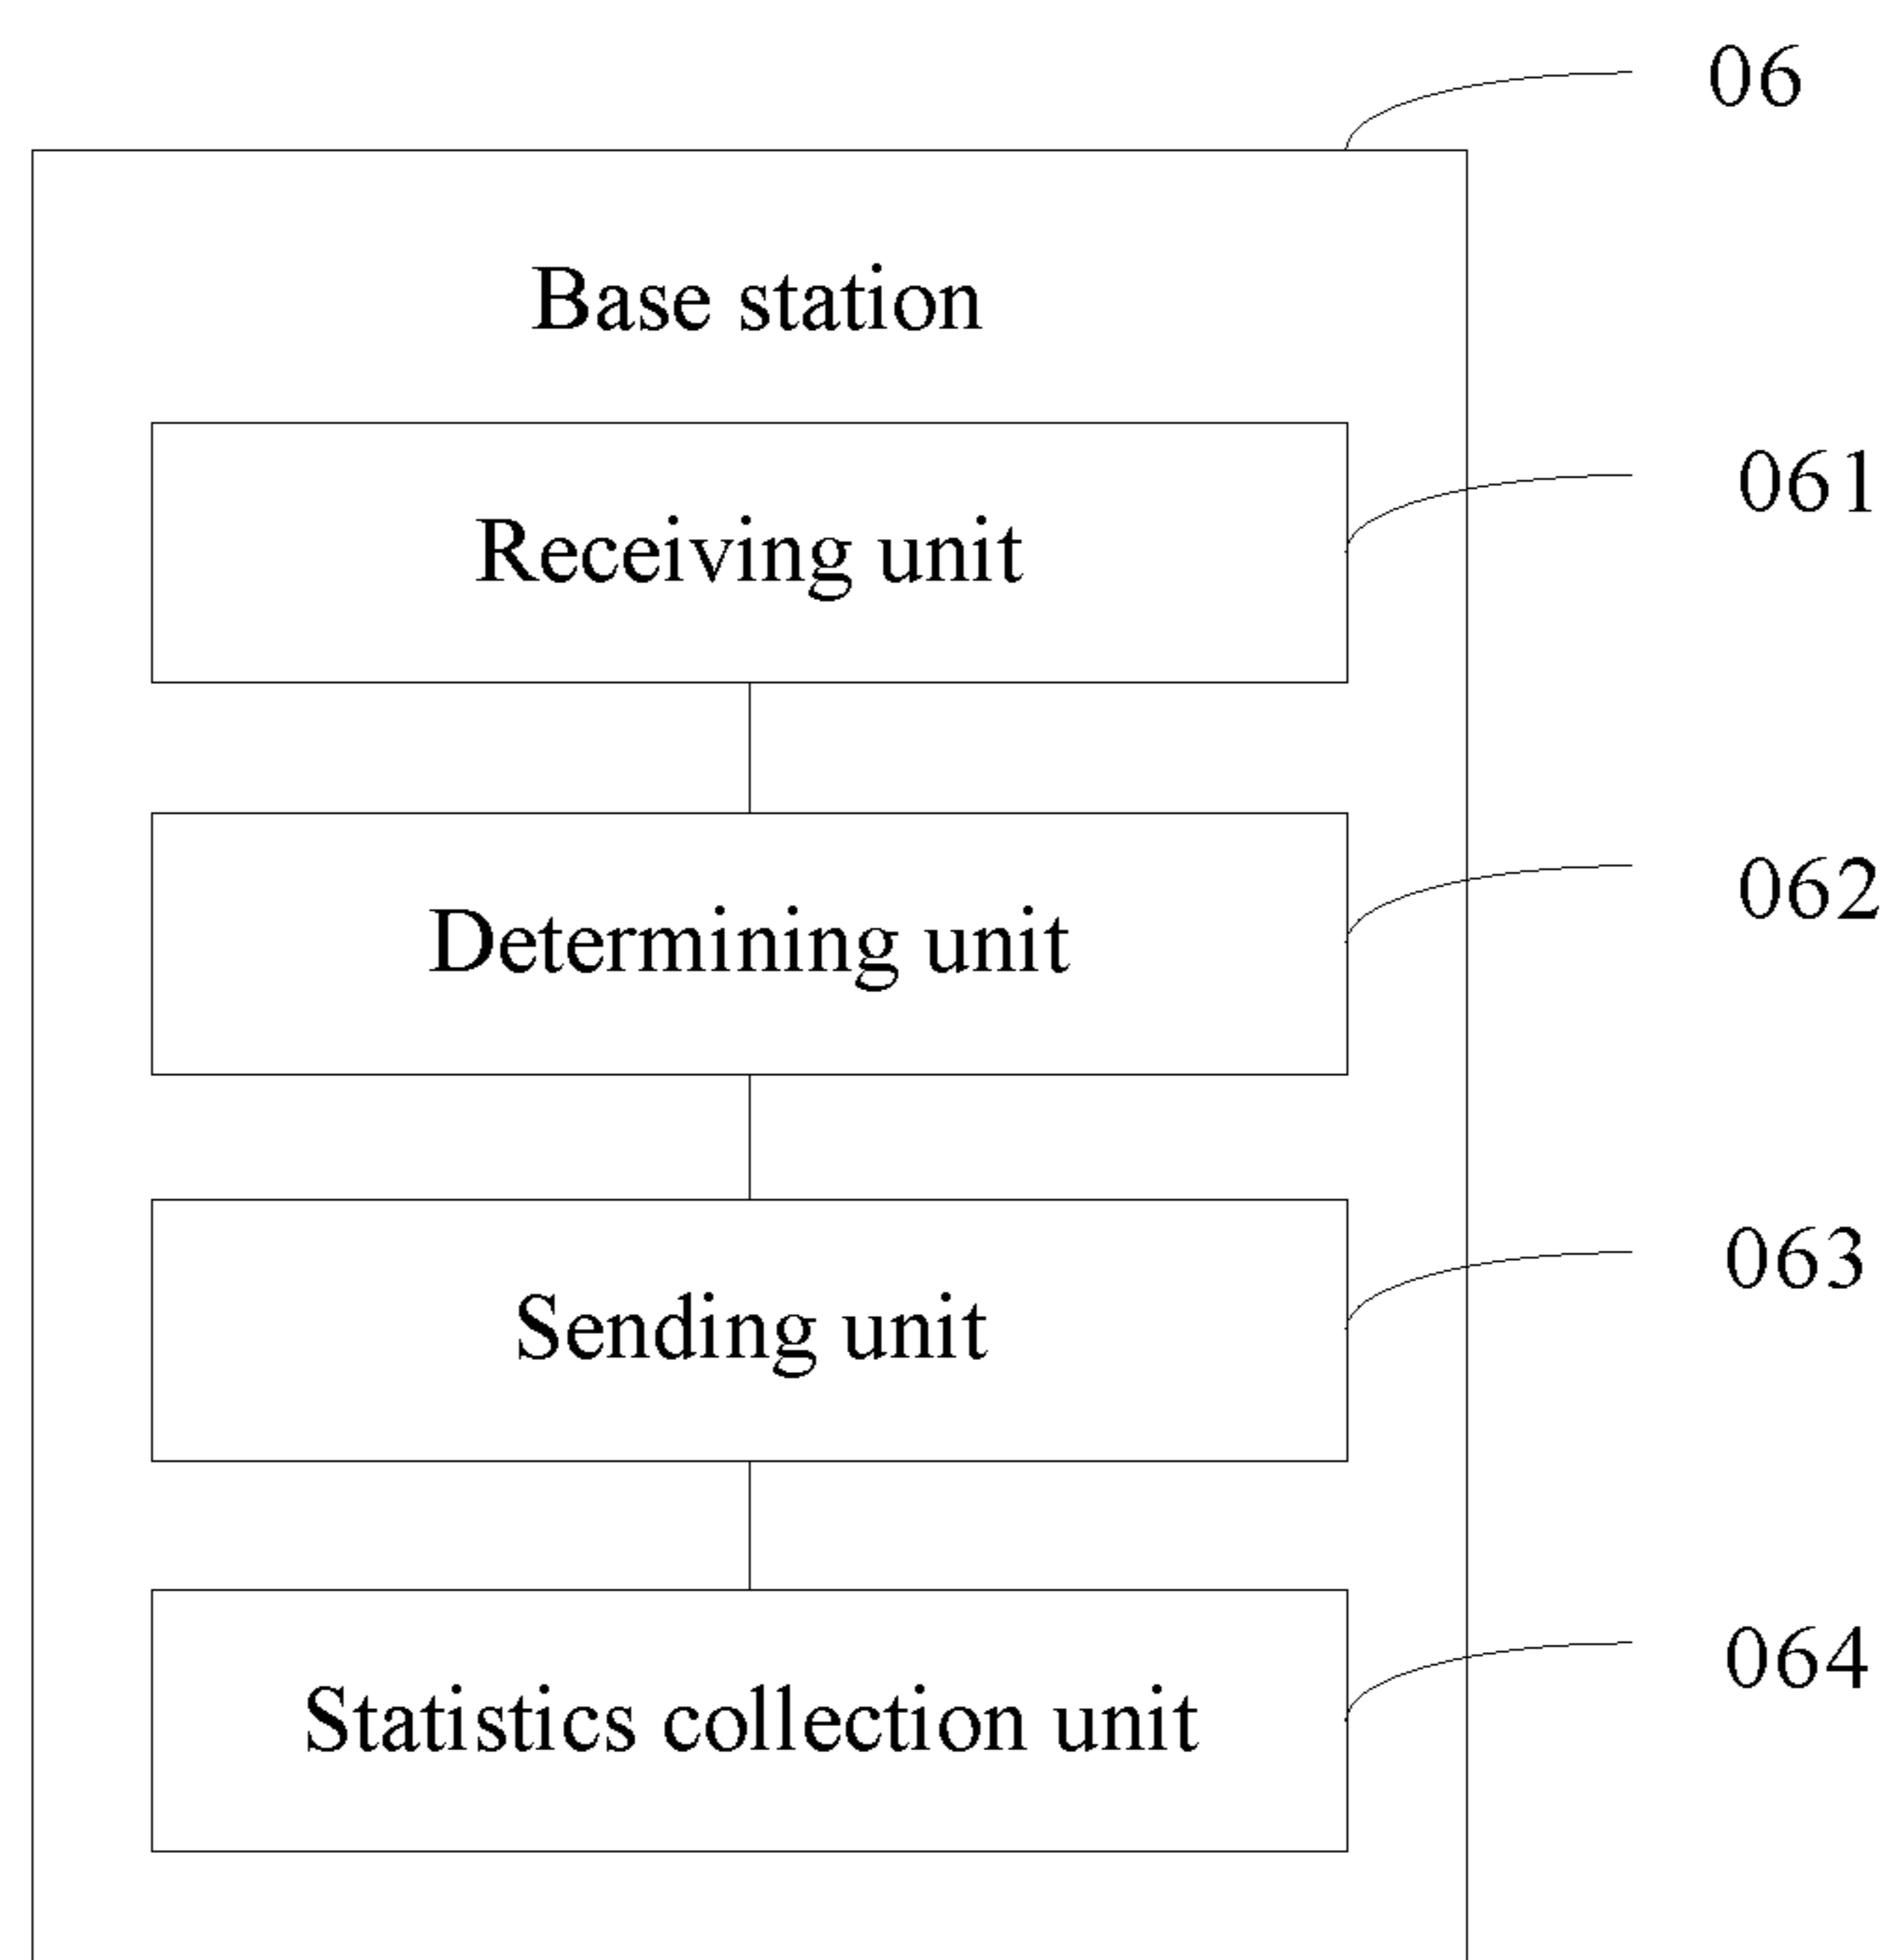 06
Base station
061
Receiving unit
062
Determining unit
063
Sending unit
064
Statistics collection unit